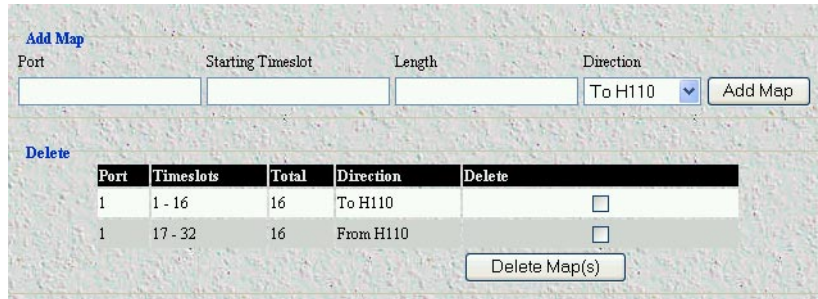 Add Map
Port Starting Timeslot Length Direction
To H110 Add Map
Delete
Port Timeslots Total Direction Delete
1 1 - 16 16 To H110
1 17 - 32 16 From H110
Delete Map(s)